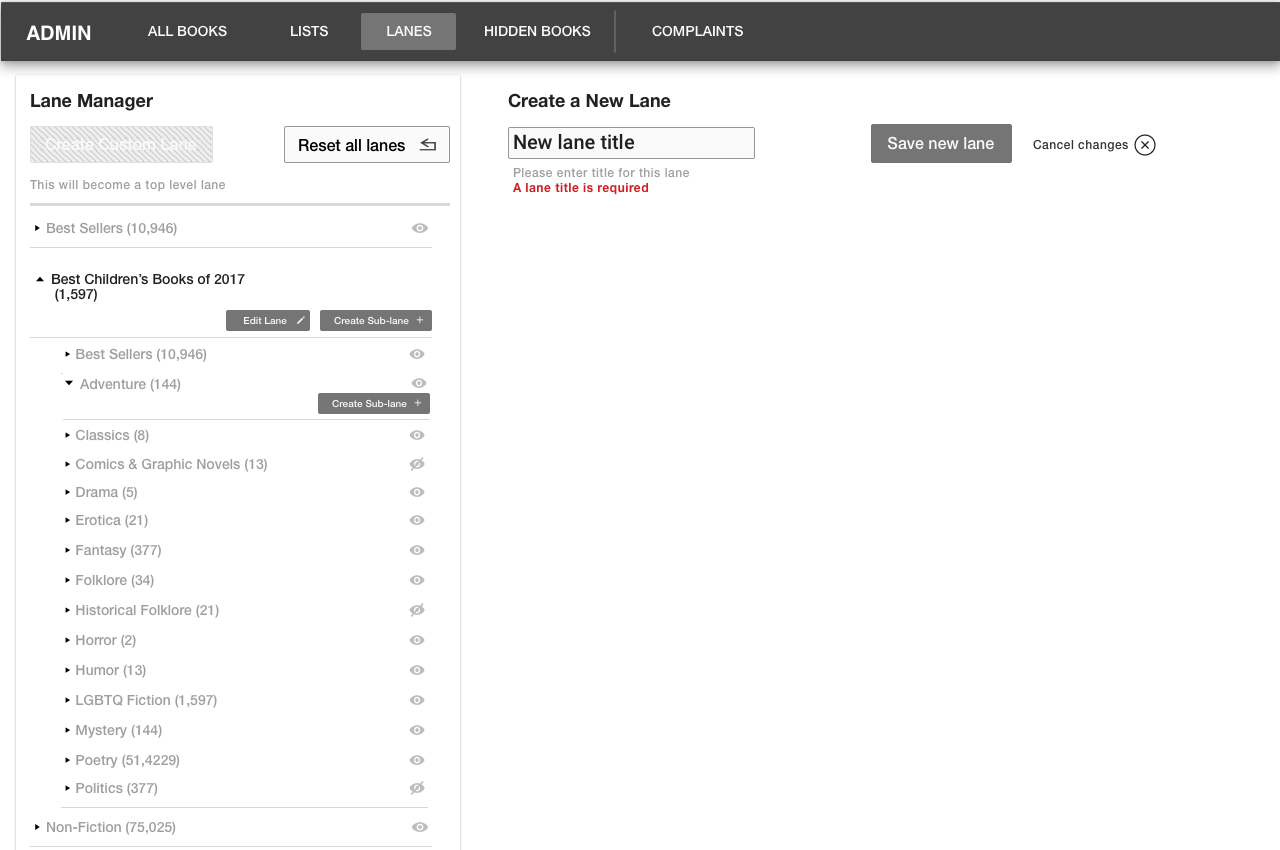 ADMIN ALL BOOKS LISTS LANES HIDDEN BOOKS COMPLAINTS
Lane Manager
Create Custom Lane Reset all lanes
This will become a top level lane
Best Sellers (10,946)
Best Children’s Books of 2017
(1,597)
Edit Lane Create Sub-lane +
Best Sellers (10,946)
Adventure (144)
Create Sub-lane +
Classics (8)
Comics & Graphic Novels (13)
Drama (5)
Erotica (21)
Fantasy (377)
Folklore (34)
Historical Folklore (21)
Horror (2)
Humor (13)
LGBTQ Fiction (1,597)
Mystery (144)
Poetry (51,4229)
Politics (377)
Non-Fiction (75,025)
Create a New Lane
New lane title
Save new lane Cancel changes
Please enter title for this lane
A lane title is required